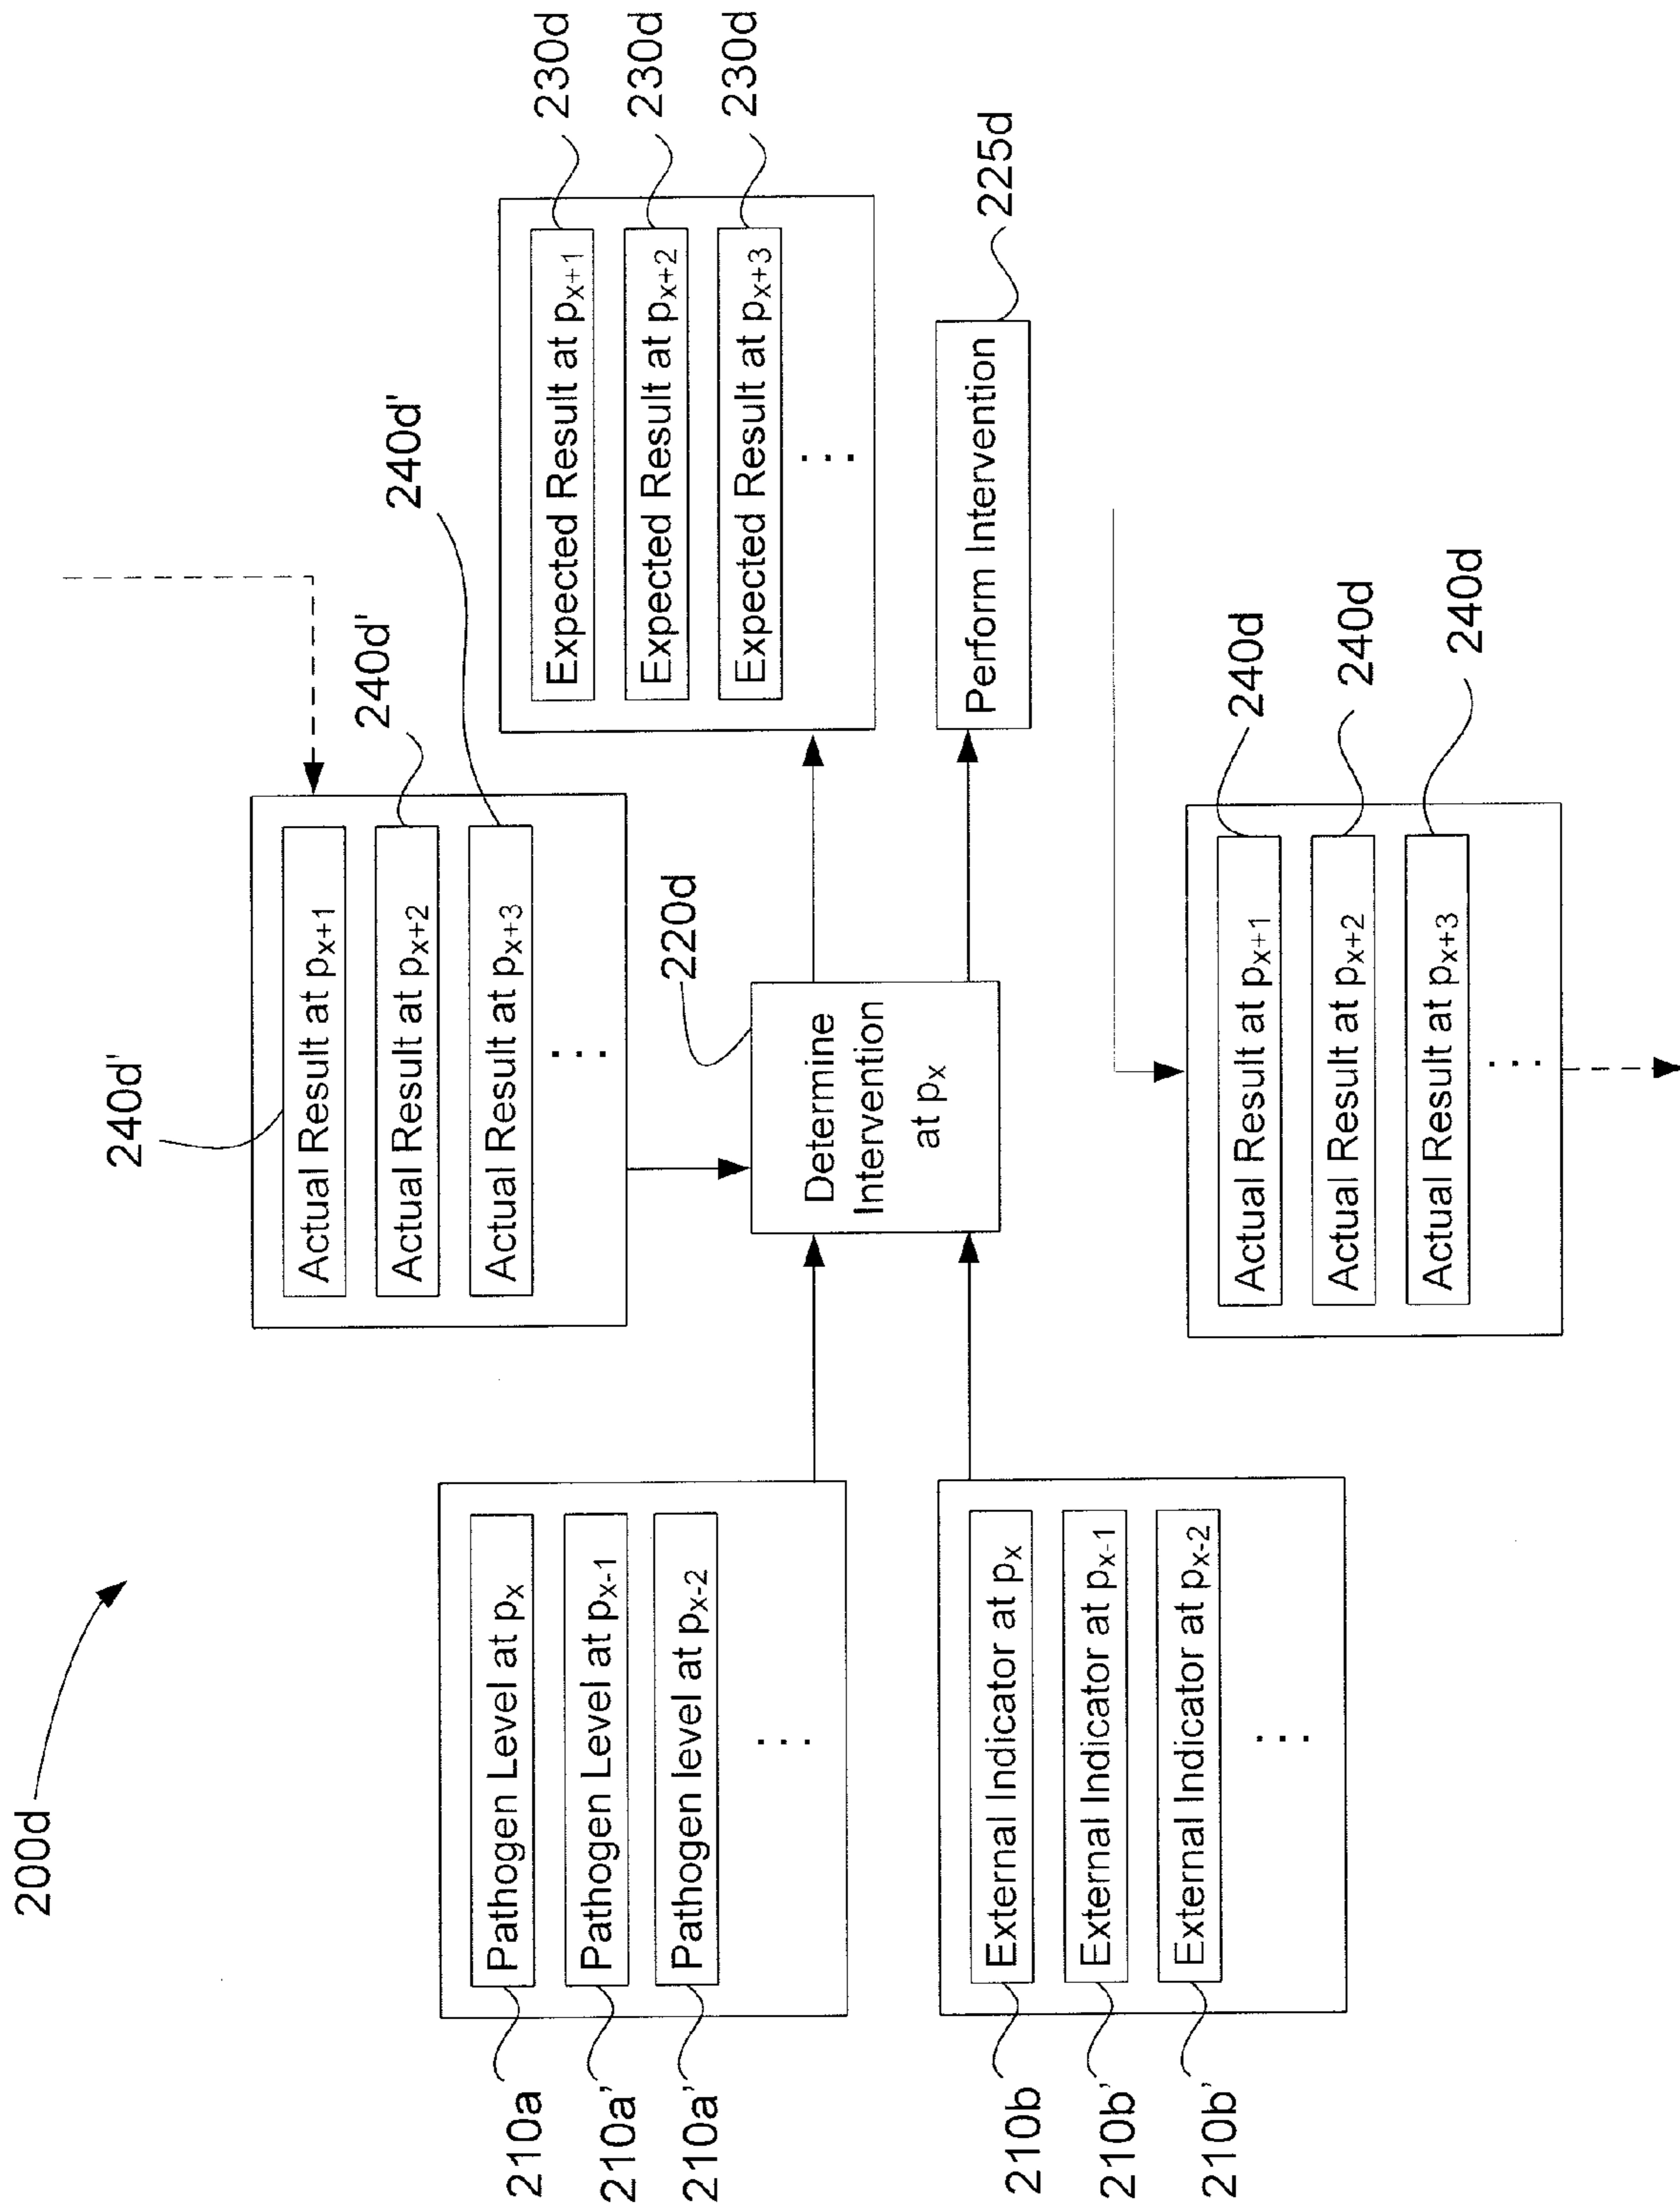 200d
240d'
240d'
240d'
Actual Result at px+1
Actual Result at px+2
Actual Result at px+3
...
210a
Pathogen Level at px
210a’
Pathogen Level at px-1
210a’
Pathogen level at px-2
...
220d
Determine
Intervention
at px
Expected Result at px+1
230d
Expected Result at px+2
230d
Expected Result at px+3
230d
...
Perform Intervention
225d
210b
External Indicator at px
210b’
External Indicator at px-1
210b’
External Indicator at px-2
...
Actual Result at px+1
240d
Actual Result at px+2
240d
Actual Result at px+3
240d
...